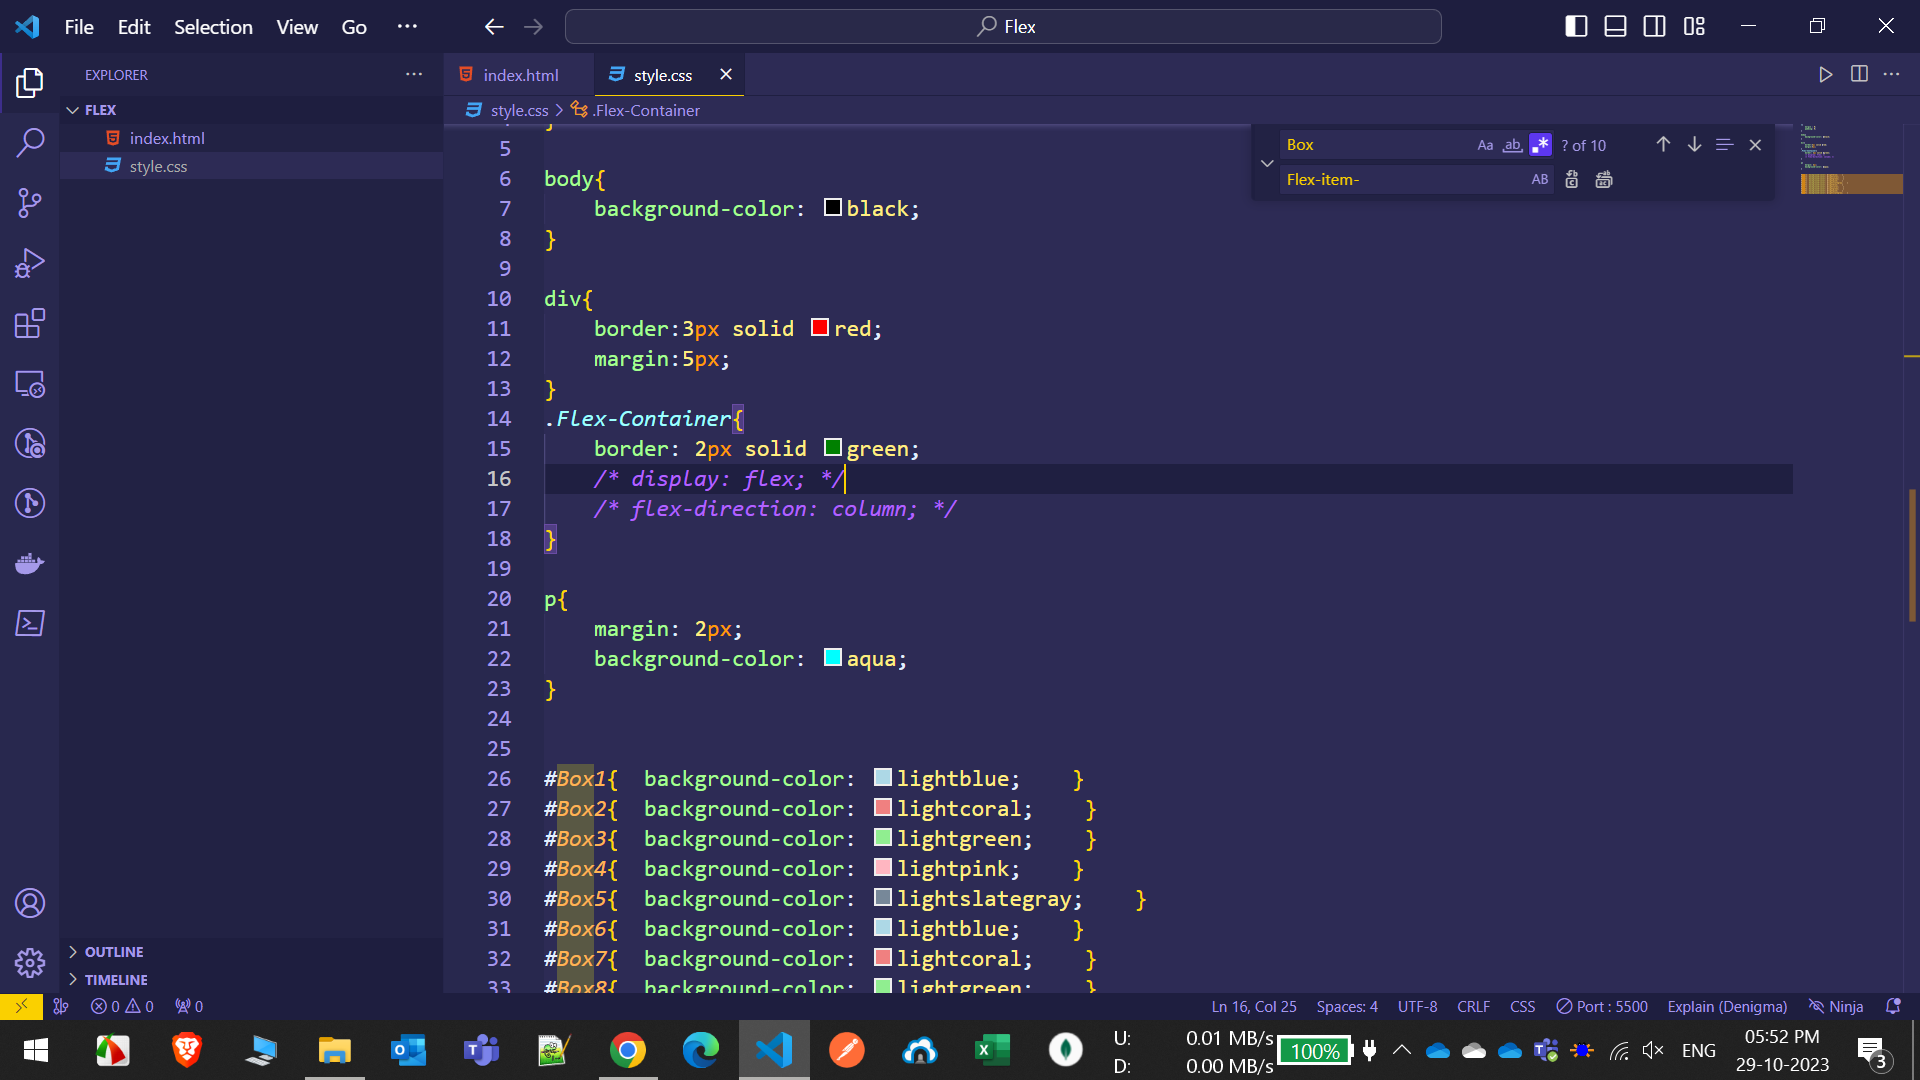 File Edit Selection View Go ···
Flex
EXPLORER
FLEX
index.html
style.css
OUTLINE
TIMELINE
index.html
style.css
style.css > .Flex-Container
Box
Aa ab .* ? of 10
Flex-item-
AB
5
6 body{
7 background-color: black;
8 }
9
10 div{
11 border:3px solid red;
12 margin:5px;
13 }
14 .Flex-Container{
15 border: 2px solid green;
16 /* display: flex; */
17 /* flex-direction: column; */
18 }
19
20 p{
21 margin: 2px;
22 background-color: aqua;
23 }
24
25
26 #Box1{ background-color: lightblue; }
27 #Box2{ background-color: lightcoral; }
28 #Box3{ background-color: lightgreen; }
29 #Box4{ background-color: lightpink; }
30 #Box5{ background-color: lightslategray; }
31 #Box6{ background-color: lightblue; }
32 #Box7{ background-color: lightcoral; }
33 #Box8{ background-color: lightgreen; }
0 0 0
Ln 16, Col 25 Spaces: 4 UTF-8 CRLF CSS Port : 5500 Explain (Denigma) Ninja
U: 0.01 MB/s
D: 0.00 MB/s
100%
ENG
05:52 PM
29-10-2023
3